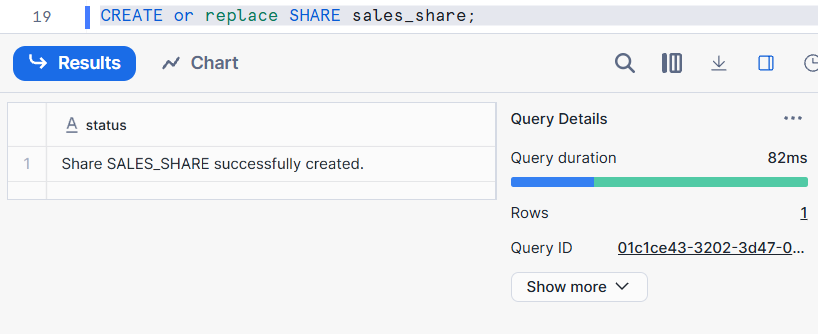 19 CREATE or replace SHARE sales_share;
Results Chart
A status
1 Share SALES_SHARE successfully created.
Query Details
Query duration 82ms
Rows 1
Query ID 01c1ce43-3202-3d47-0...
Show more